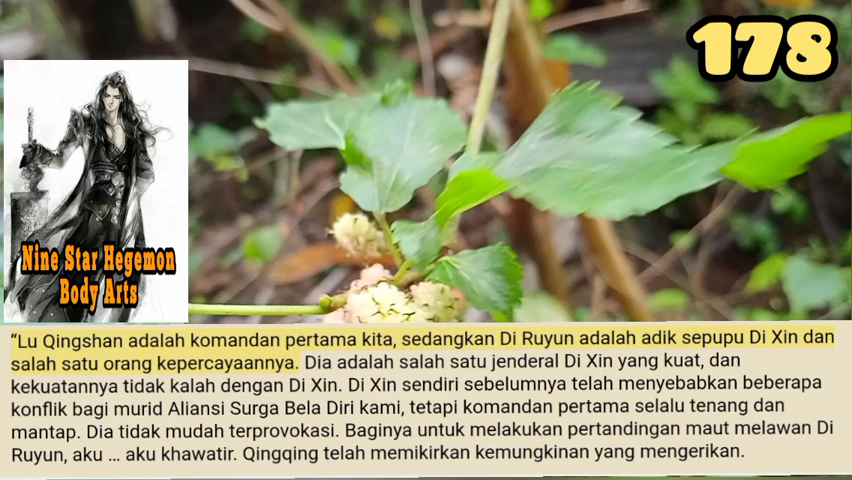 178
Nine Star Hegemon
Body Arts
“Lu Qingshan adalah komandan pertama kita, sedangkan Di Ruyun adalah adik sepupu Di Xin dan
salah satu orang kepercayaannya. Dia adalah salah satu jenderal Di Xin yang kuat, dan
kekuatannya tidak kalah dengan Di Xin. Di Xin sendiri sebelumnya telah menyebabkan beberapa
konflik bagi murid Aliansi Surga Bela Diri kami, tetapi komandan pertama selalu tenang dan
mantap. Dia tidak mudah terprovokasi. Baginya untuk melakukan pertandingan maut melawan Di
Ruyun, aku … aku khawatir. Qingqing telah memikirkan kemungkinan yang mengerikan.